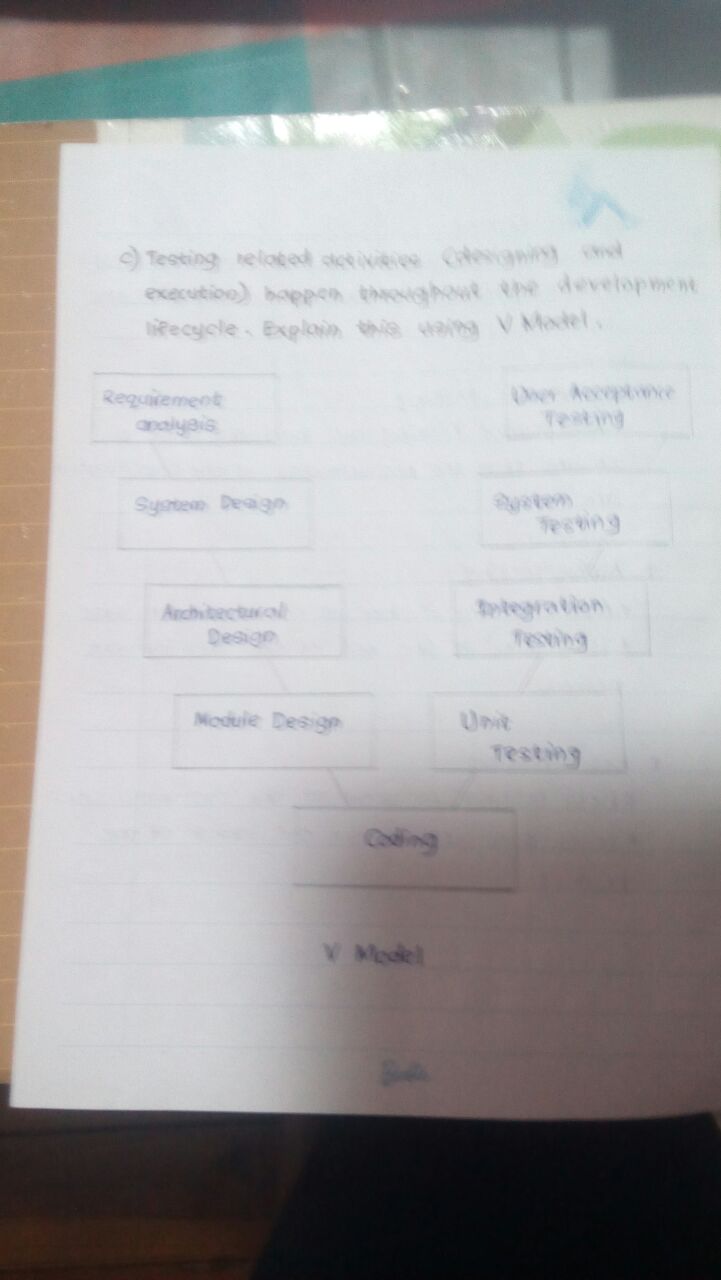 c) Testing related activities (designing and
execution) happen throughout the development
lifecycle. Explain this using V Model.
Requirement
analysis
User Acceptance
Testing
System Design
System
Testing
Architectural
Design
Integration
Testing
Module Design
Unit
Testing
Coding
V Model